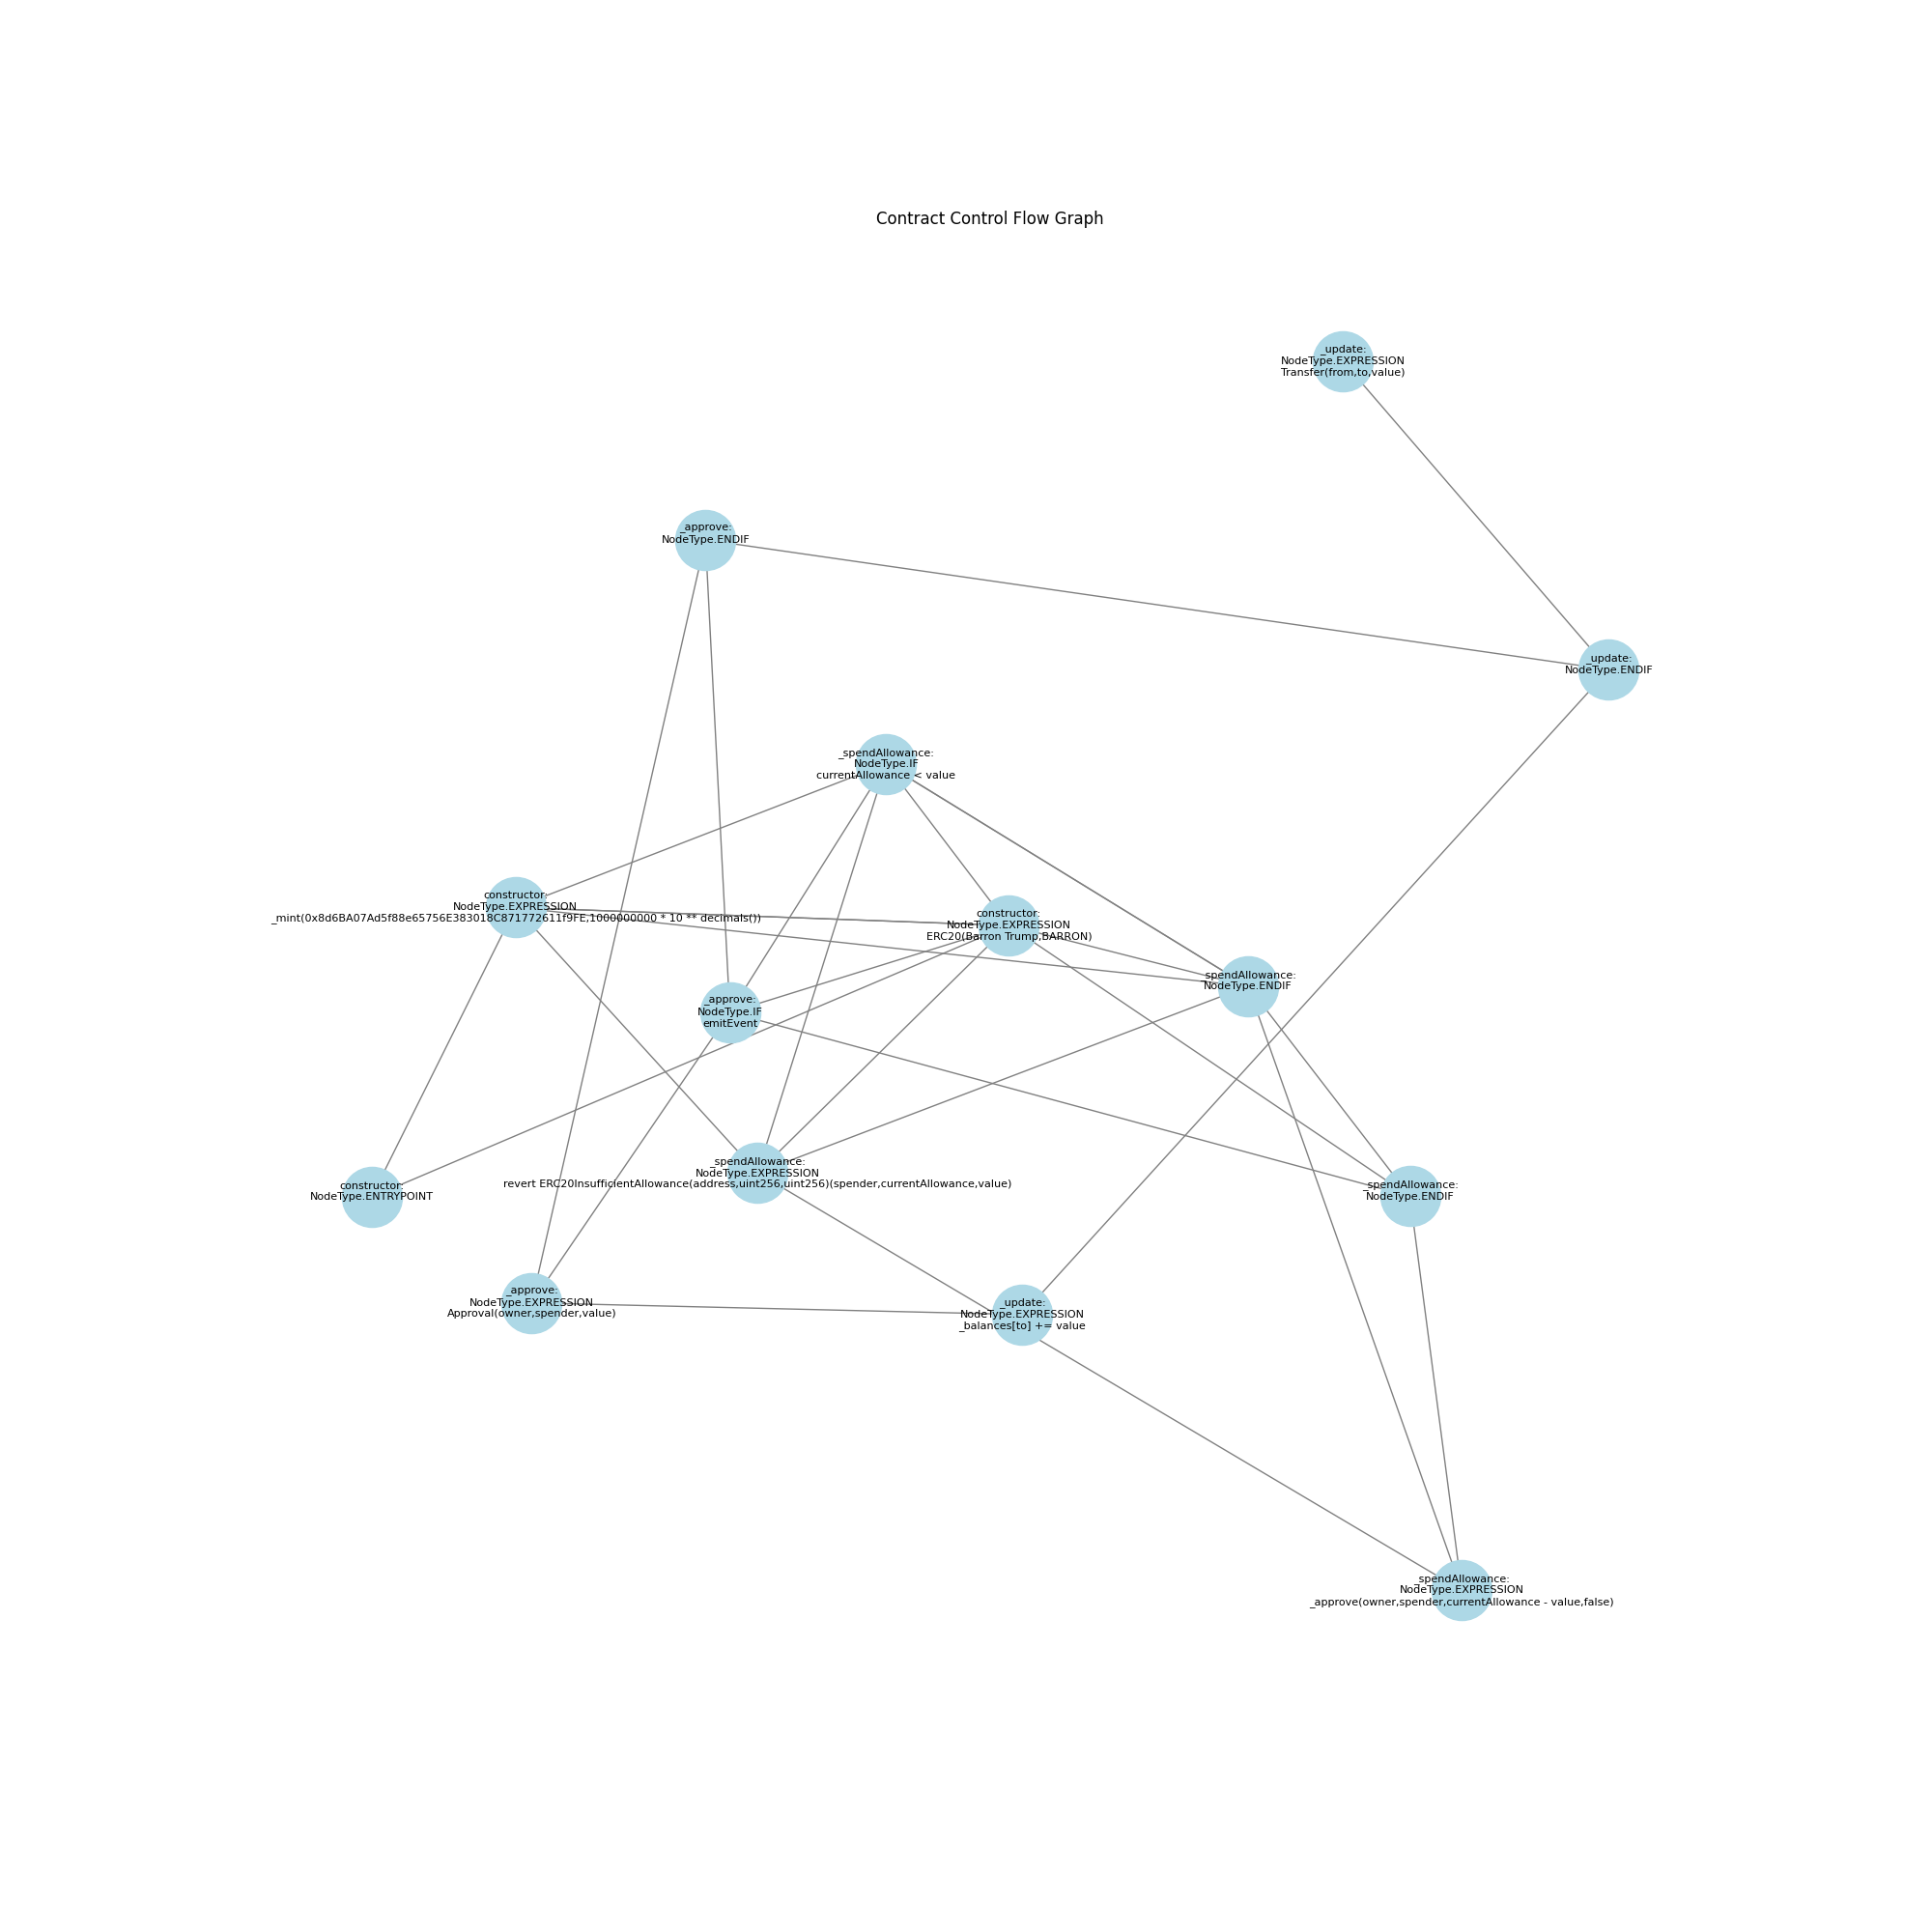 Contract Control Flow Graph
_update:
NodeType.EXPRESSION
Transfer(from,to,value)
_approve:
NodeType.ENDIF
_update:
NodeType.ENDIF
_spendAllowance:
NodeType.IF
currentAllowance < value
constructor:
NodeType.EXPRESSION
_mint(0x8d6BA07Ad5f88e65756E383018C871772611f9FE,1000000000 * 10 ** decimals())
constructor:
NodeType.EXPRESSION
ERC20(Barron Trump,BARRON)
_spendAllowance:
NodeType.ENDIF
_approve:
NodeType.IF
emitEvent
_spendAllowance:
NodeType.EXPRESSION
revert ERC20InsufficientAllowance(address,uint256,uint256)(spender,currentAllowance,value)
constructor:
NodeType.ENTRYPOINT
_spendAllowance:
NodeType.ENDIF
_approve:
NodeType.EXPRESSION
Approval(owner,spender,value)
_update:
NodeType.EXPRESSION
_balances[to] += value
_spendAllowance:
NodeType.EXPRESSION
_approve(owner,spender,currentAllowance - value,false)